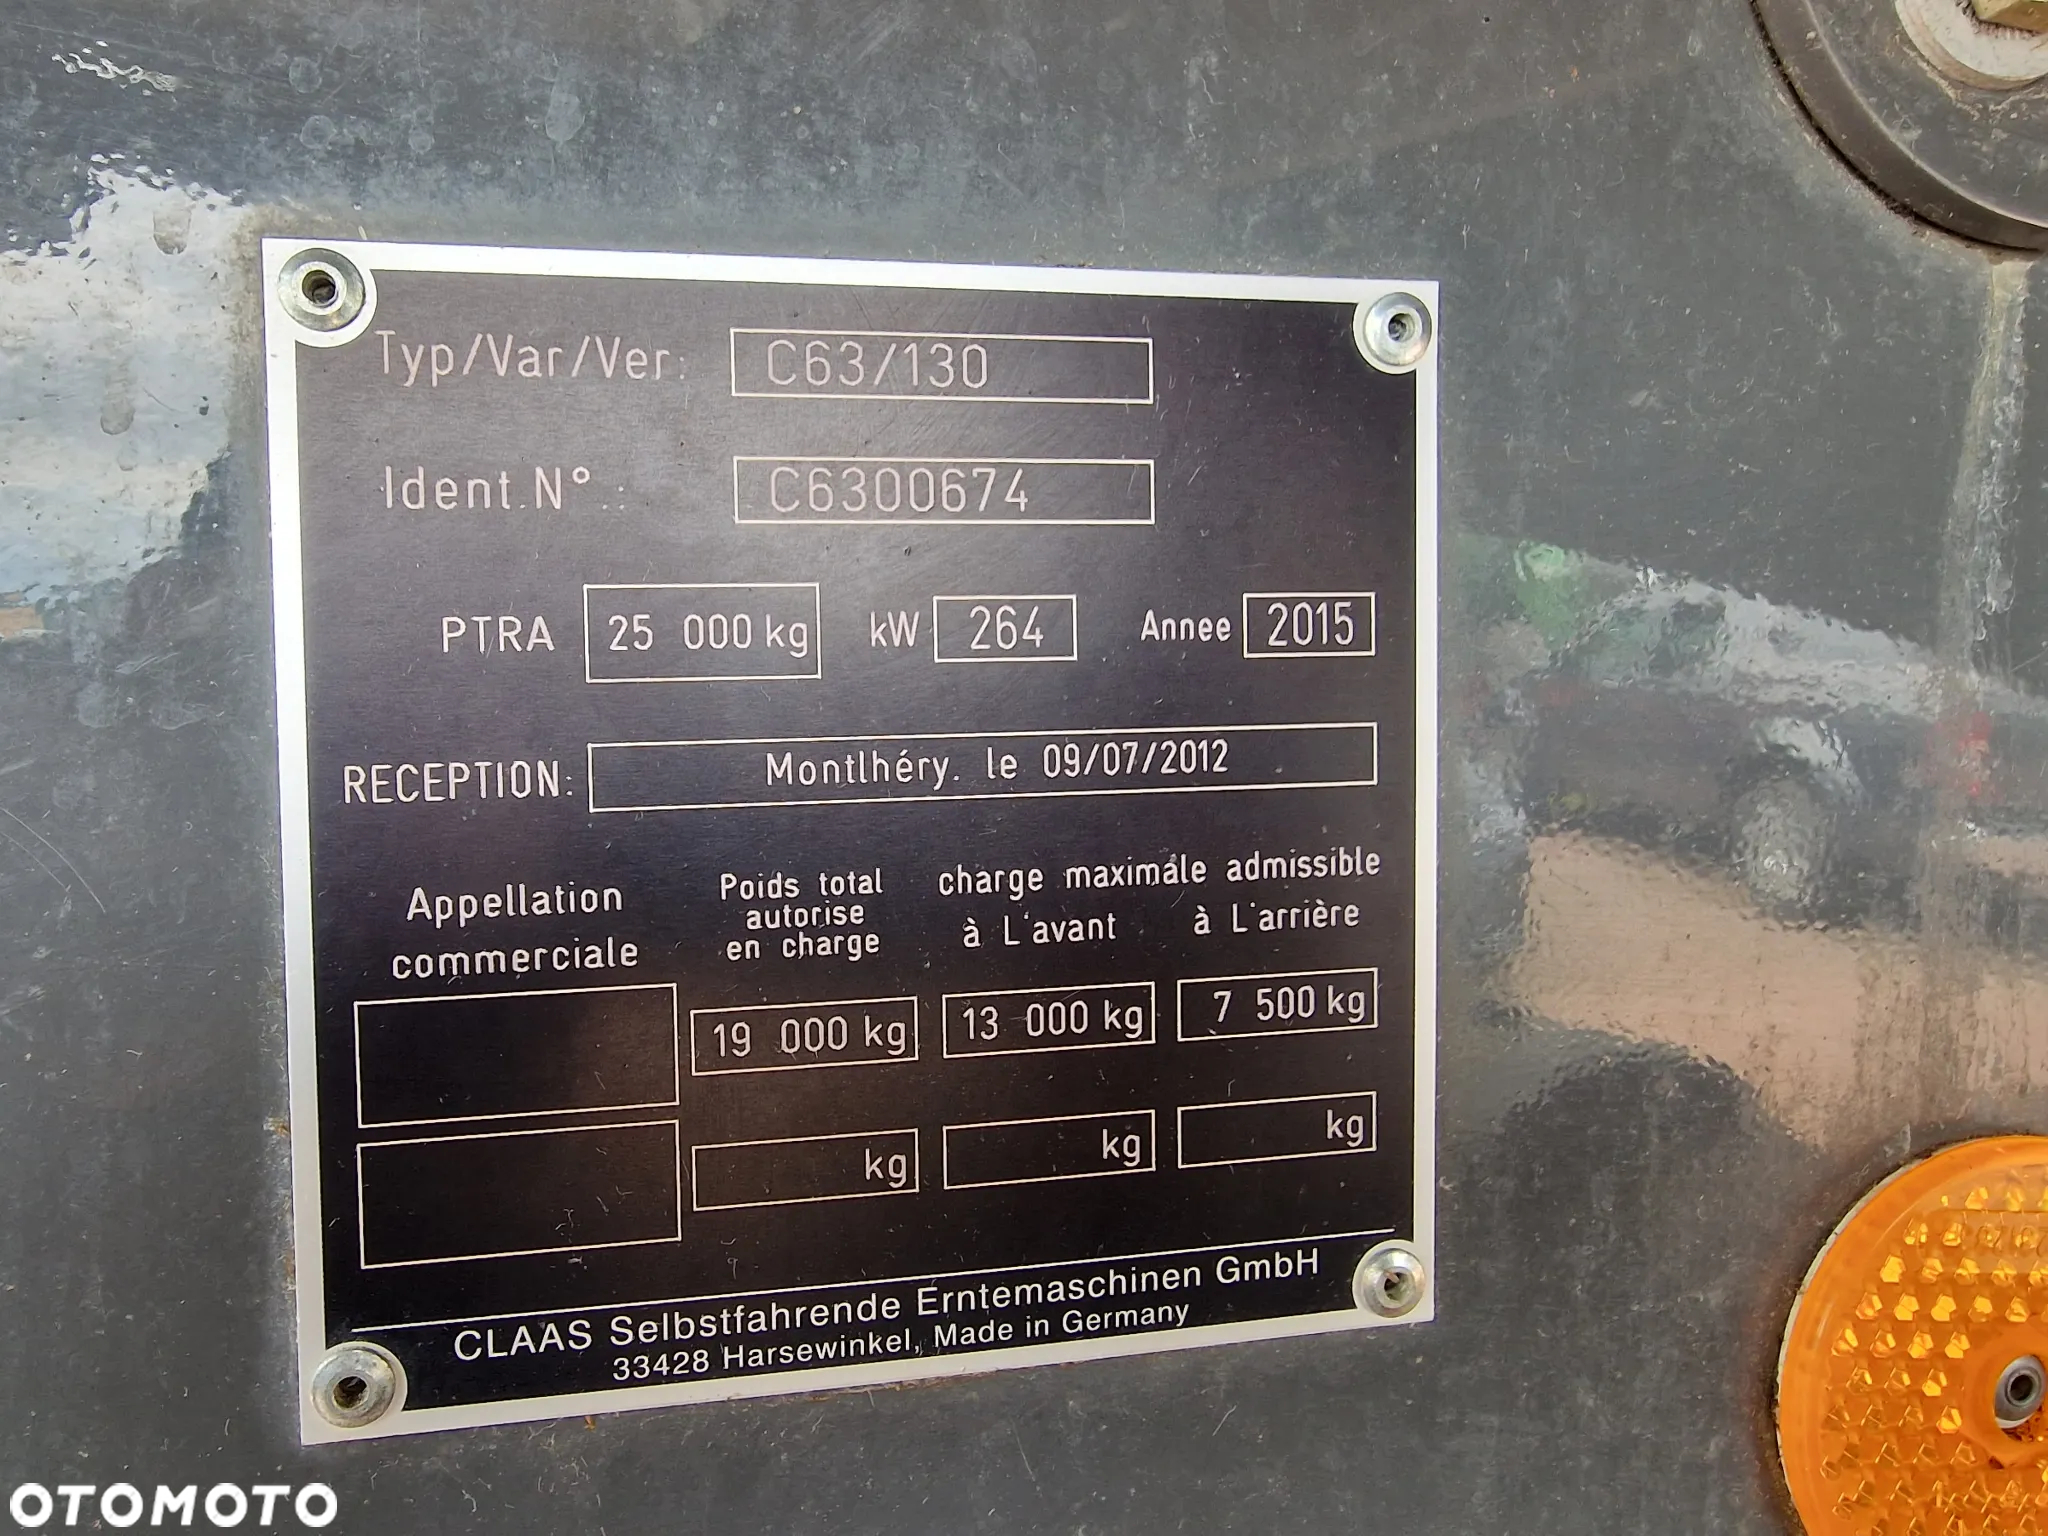 Typ/Var/Ver: C63/130
Ident.N° .: C6300674
PTRA 25 000 kg kW 264 Annee 2015
RECEPTION: Montlhéry. le 09/07/2012
Appellation
commerciale
Poids total
autorise
en charge
charge maximale admissible
à L'avant à L'arrière
19 000 kg 13 000 kg 7 500 kg
kg kg kg
CLAAS Selbstfahrende Erntemaschinen GmbH
33428 Harsewinkel, Made in Germany
OTOMOTO